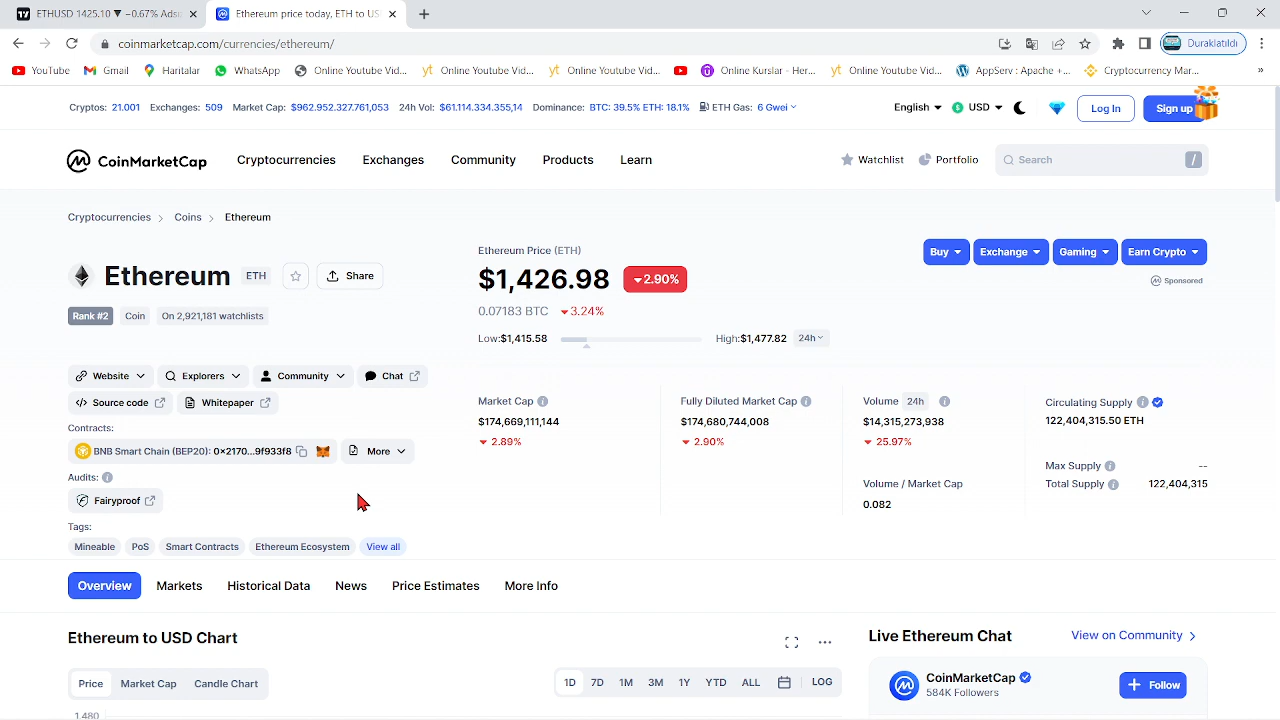 ETHUSD 1425.10 ▼ −0.67% Adsı
Ethereum price today, ETH to US
coinmarketcap.com/currencies/ethereum/
Duraklatıldı
YouTube Gmail Haritalar WhatsApp Online Youtube Vid... Online Youtube Vid... Online Youtube Vid... Online Kurslar - Her... Online Youtube Vid... AppServ : Apache +... Cryptocurrency Mar... »
Cryptos: 21.001 Exchanges: 509 Market Cap: $962.952.327.761,053 24h Vol: $61.114.334.355,14 Dominance: BTC: 39.5% ETH: 18.1% ETH Gas: 6 Gwei
English USD Log In Sign up
CoinMarketCap Cryptocurrencies Exchanges Community Products Learn Watchlist Portfolio Search /
Cryptocurrencies > Coins > Ethereum
Ethereum ETH Share
Rank #2 Coin On 2,921,181 watchlists
Ethereum Price (ETH)
$1,426.98 2.90%
0.07183 BTC 3.24%
Low:$1,415.58 High:$1,477.82 24h
Buy Exchange Gaming Earn Crypto
Sponsored
Website Explorers Community Chat
Source code Whitepaper
Contracts:
BNB Smart Chain (BEP20): 0x2170...9f933f8 More
Audits:
Fairyproof
Tags:
Mineable PoS Smart Contracts Ethereum Ecosystem View all
Market Cap
$174,669,111,144
2.89%
Fully Diluted Market Cap
$174,680,744,008
2.90%
Volume 24h
$14,315,273,938
25.97%
Volume / Market Cap
0.082
Circulating Supply
122,404,315.50 ETH
Max Supply --
Total Supply 122,404,315
Overview Markets Historical Data News Price Estimates More Info
Ethereum to USD Chart
Price Market Cap Candle Chart
1D 7D 1M 3M 1Y YTD ALL LOG
1,480
Live Ethereum Chat View on Community >
CoinMarketCap
584K Followers
+ Follow